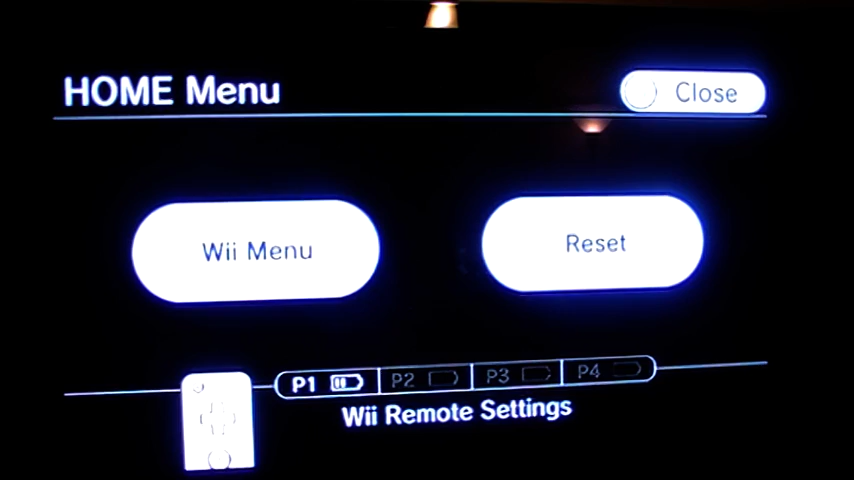 HOME Menu
Close
Wii Menu
Reset
P1 P2 P3 P4
Wii Remote Settings